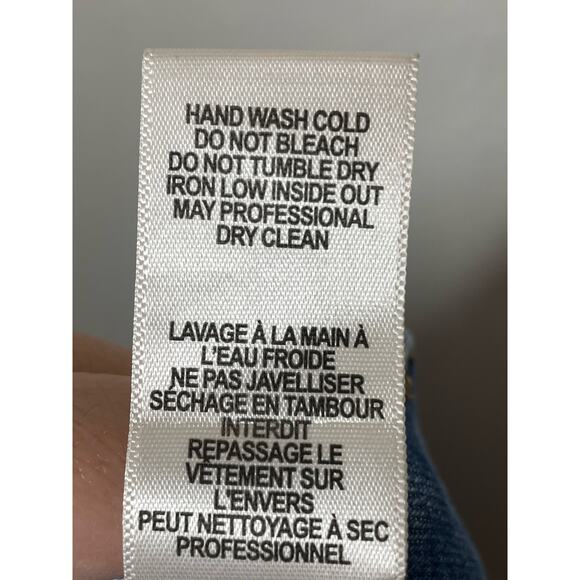 HAND WASH COLD
DO NOT BLEACH
DO NOT TUMBLE DRY
IRON LOW INSIDE OUT
MAY PROFESSIONAL
DRY CLEAN
LAVAGE À LA MAIN À
L'EAU FROIDE
NE PAS JAVELLISER
SÉCHAGE EN TAMBOUR
INTERDIT
REPASSAGE LE
VÊTEMENT SUR
L'ENVERS
PEUT NETTOYAGE À SEC
PROFESSIONNEL